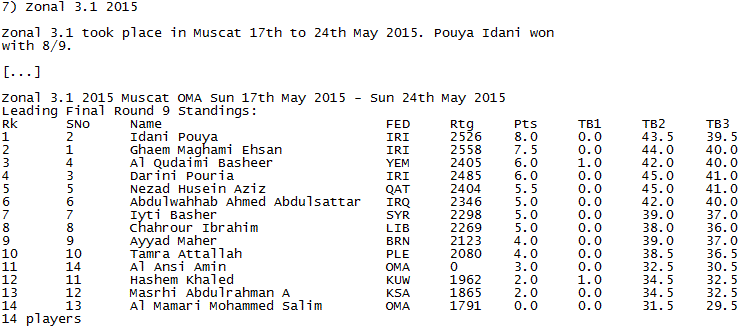 7) Zonal 3.1 2015
Zonal 3.1 took place in Muscat 17th to 24th May 2015. Pouya Idani won
with 8/9.
[...]
Zonal 3.1 2015 Muscat OMA Sun 17th May 2015 - Sun 24th May 2015
Leading Final Round 9 Standings:
Rk SNo Name FED Rtg Pts TB1 TB2 TB3
1 2 Idani Pouya IRI 2526 8.0 0.0 43.5 39.5
2 1 Ghaem Maghami Ehsan IRI 2558 7.5 0.0 44.0 40.0
3 4 Al Qudaimi Basheer YEM 2405 6.0 1.0 42.0 40.0
4 3 Darini Pouria IRI 2485 6.0 0.0 45.0 41.0
5 5 Nezad Husein Aziz QAT 2404 5.5 0.0 45.0 41.0
6 6 Abdulwahhab Ahmed Abdulsattar IRQ 2346 5.0 0.0 42.0 40.0
7 7 Iyti Basher SYR 2298 5.0 0.0 39.0 37.0
8 8 Chahrour Ibrahim LIB 2269 5.0 0.0 38.0 36.0
9 9 Ayyad Maher BRN 2123 4.0 0.0 39.0 37.0
10 10 Tamra Attallah PLE 2080 4.0 0.0 38.5 36.5
11 14 Al Ansi Amin OMA 0 3.0 0.0 32.5 30.5
12 11 Hashem Khaled KUW 1962 2.0 1.0 34.5 32.5
13 12 Masrhi Abdulrahman A KSA 1865 2.0 0.0 34.5 32.5
14 13 Al Mamari Mohammed Salim OMA 1791 0.0 0.0 31.5 29.5
14 players